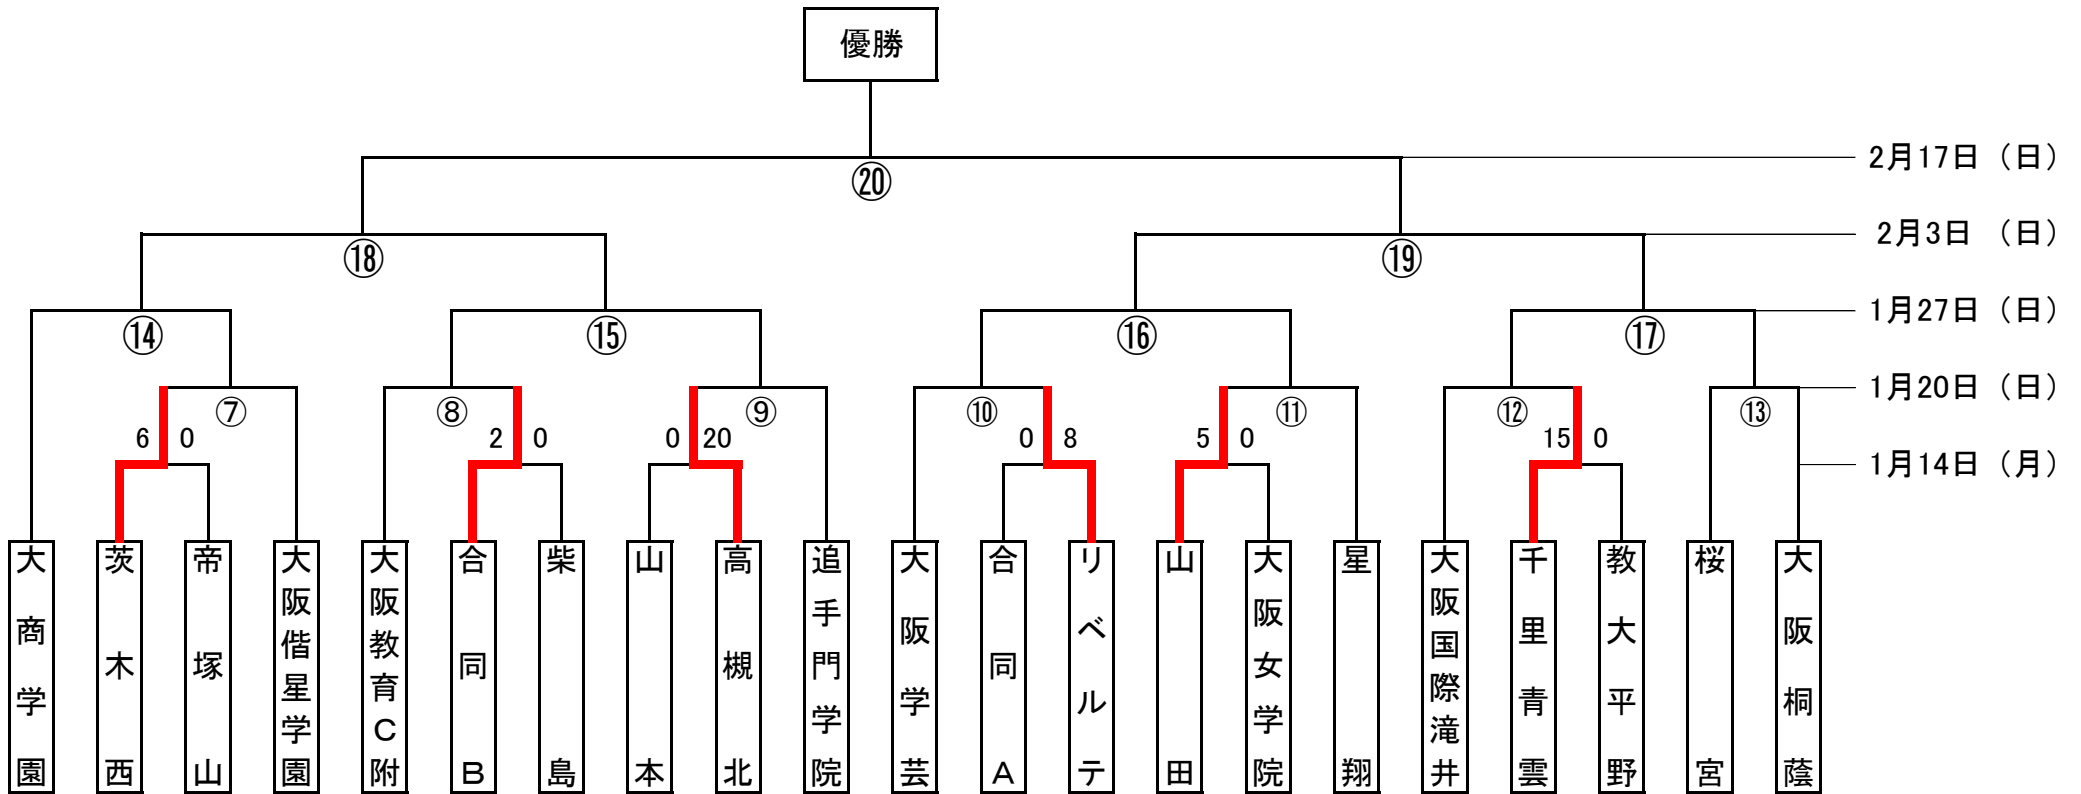 優勝
2月17日（日）
⑳
2月3日（日）
⑱
⑲
1月27日（日）
⑭
⑮
⑯
⑰
1月20日（日）
⑦
⑧
⑨
⑩
⑪
⑫
⑬
6 0
2 0
0 20
0 8
5 0
15 0
1月14日（月）
大商学園
茨木西
帝塚山
大阪偕星学園
大阪教育C附
合同B
柴島
山本
高槻北
追手門学院
大阪学芸
合同A
リベルテ
山田
大阪女学院
星翔
大阪国際滝井
千里青雲
教大平野
桜宮
大阪桐蔭